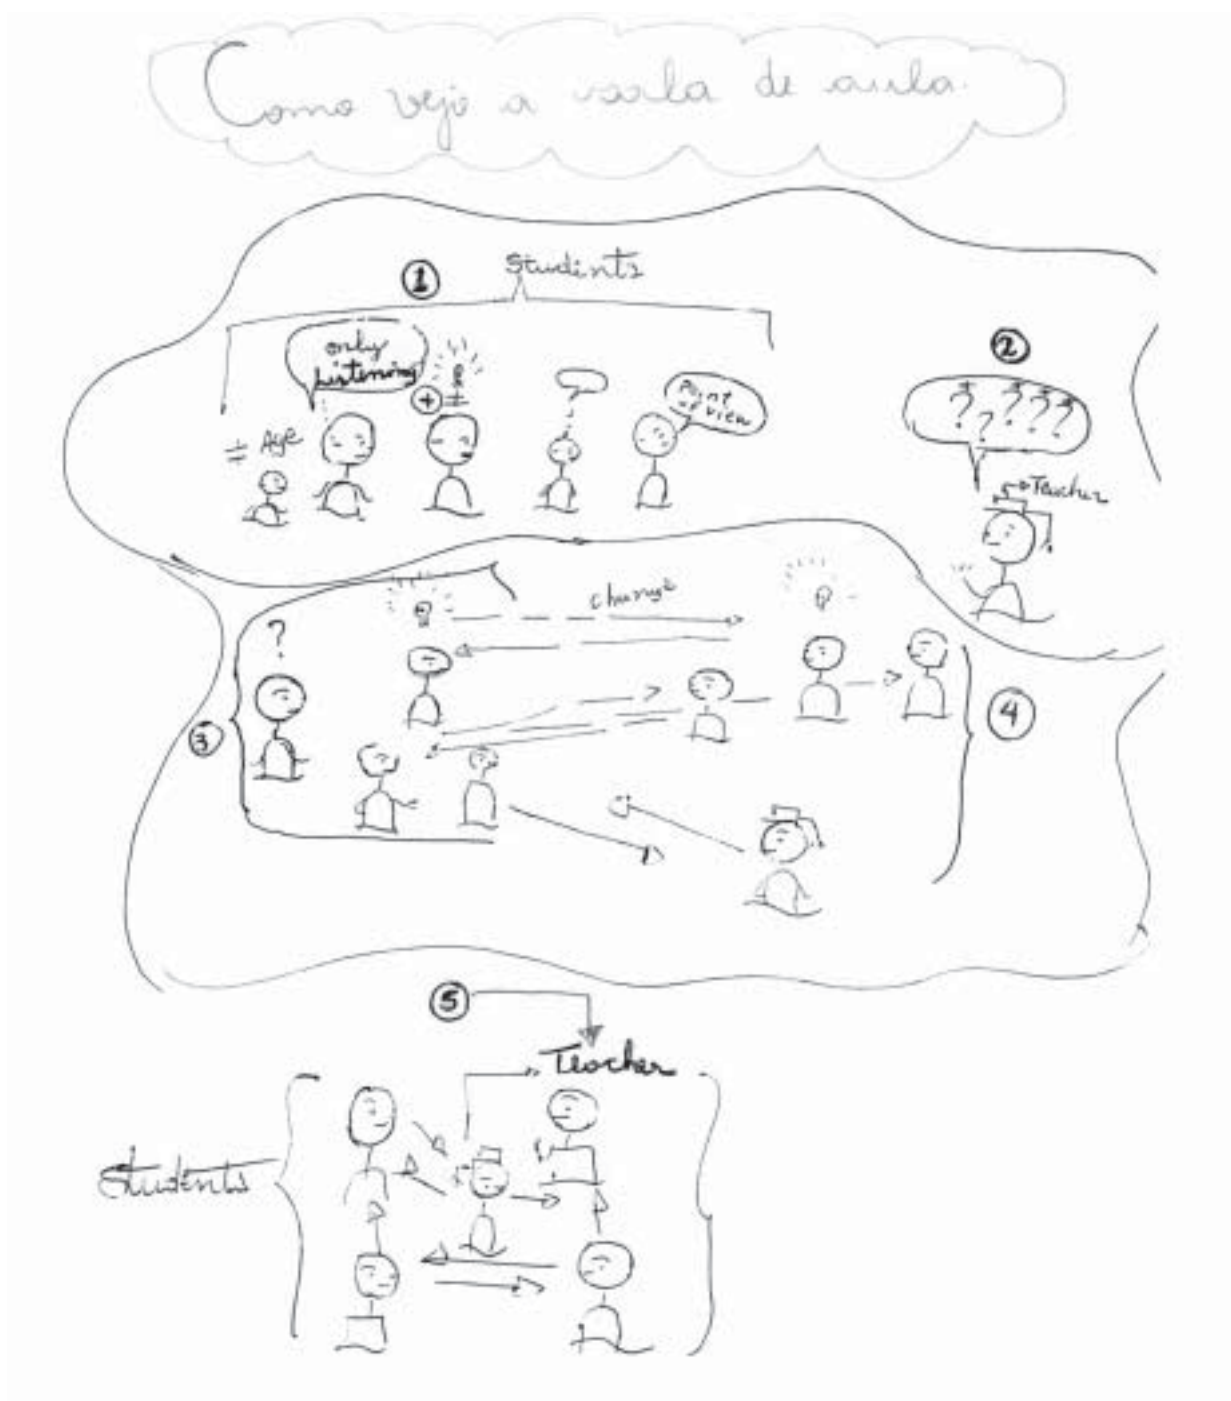 Como vejo a saala de aula.
Students
1
only
Listening
+
≠
Point
of view
≠ Age
2
? ? ? ? ?
Teacher
change
?
3
4
5
Teacher
Students